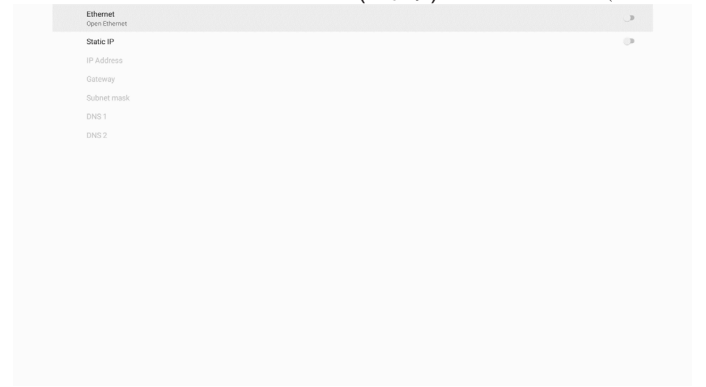 Ethernet
Open Ethernet
Static IP
IP Address
Gateway
Subnet mask
DNS 1
DNS 2